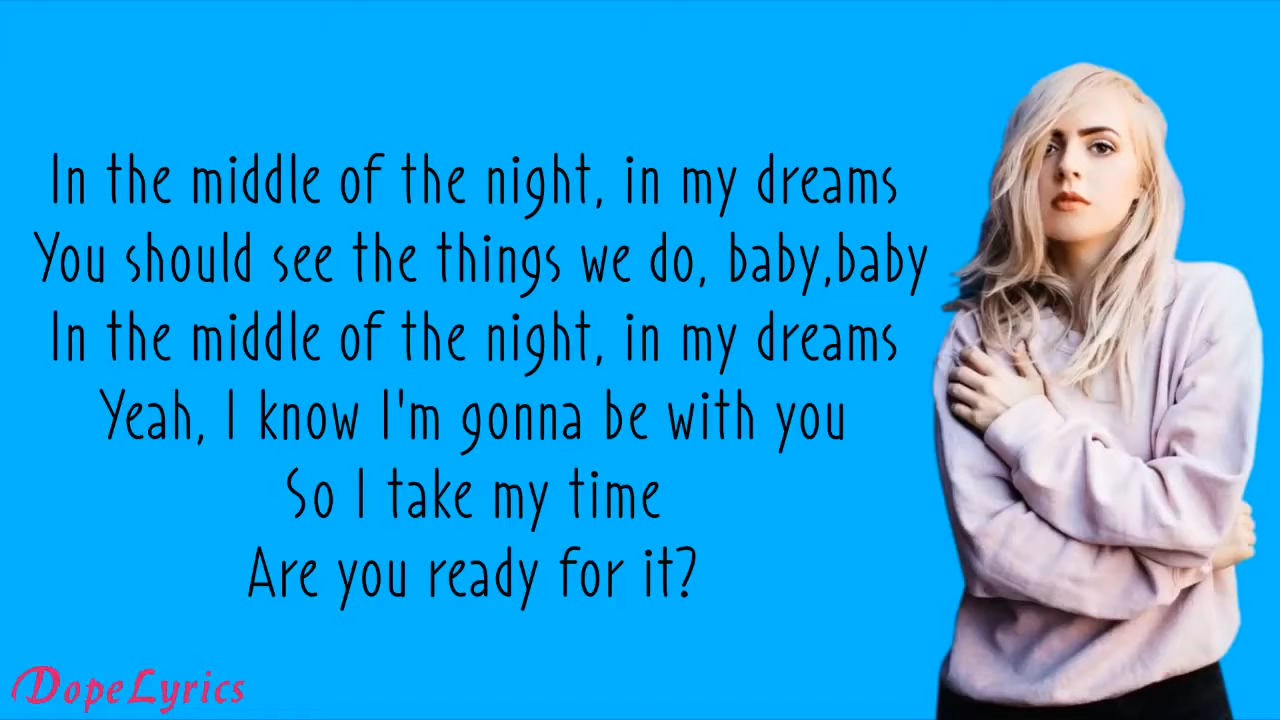 In the middle of the night, in my dreams
You should see the things we do, baby,baby
In the middle of the night, in my dreams
Yeah, I know I'm gonna be with you
So I take my time
Are you ready for it?
DopeLyrics